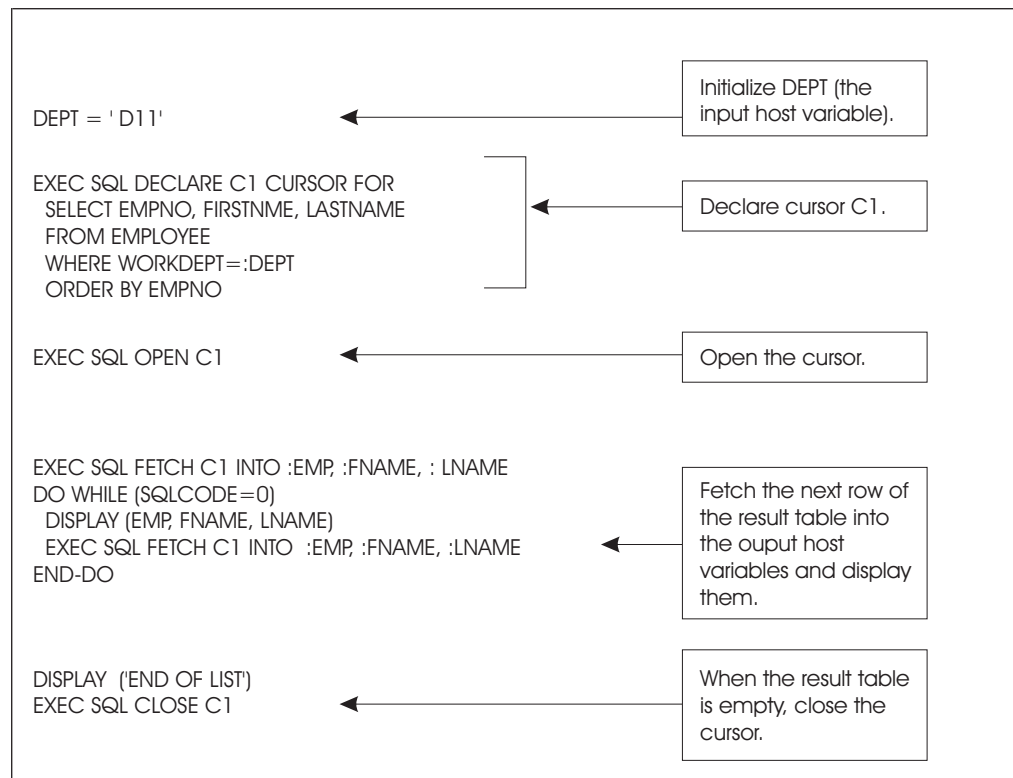 DEPT = ' D11'
Initialize DEPT (the
input host variable).
EXEC SQL DECLARE C1 CURSOR FOR
SELECT EMPNO, FIRSTNME, LASTNAME
FROM EMPLOYEE
WHERE WORKDEPT=:DEPT
ORDER BY EMPNO
Declare cursor C1.
EXEC SQL OPEN C1
Open the cursor.
EXEC SQL FETCH C1 INTO :EMP, :FNAME, : LNAME
DO WHILE (SQLCODE=0)
DISPLAY (EMP, FNAME, LNAME)
EXEC SQL FETCH C1 INTO :EMP, :FNAME, :LNAME
END-DO
Fetch the next row of
the result table into
the ouput host
variables and display
them.
DISPLAY ('END OF LIST')
EXEC SQL CLOSE C1
When the result table
is empty, close the
cursor.